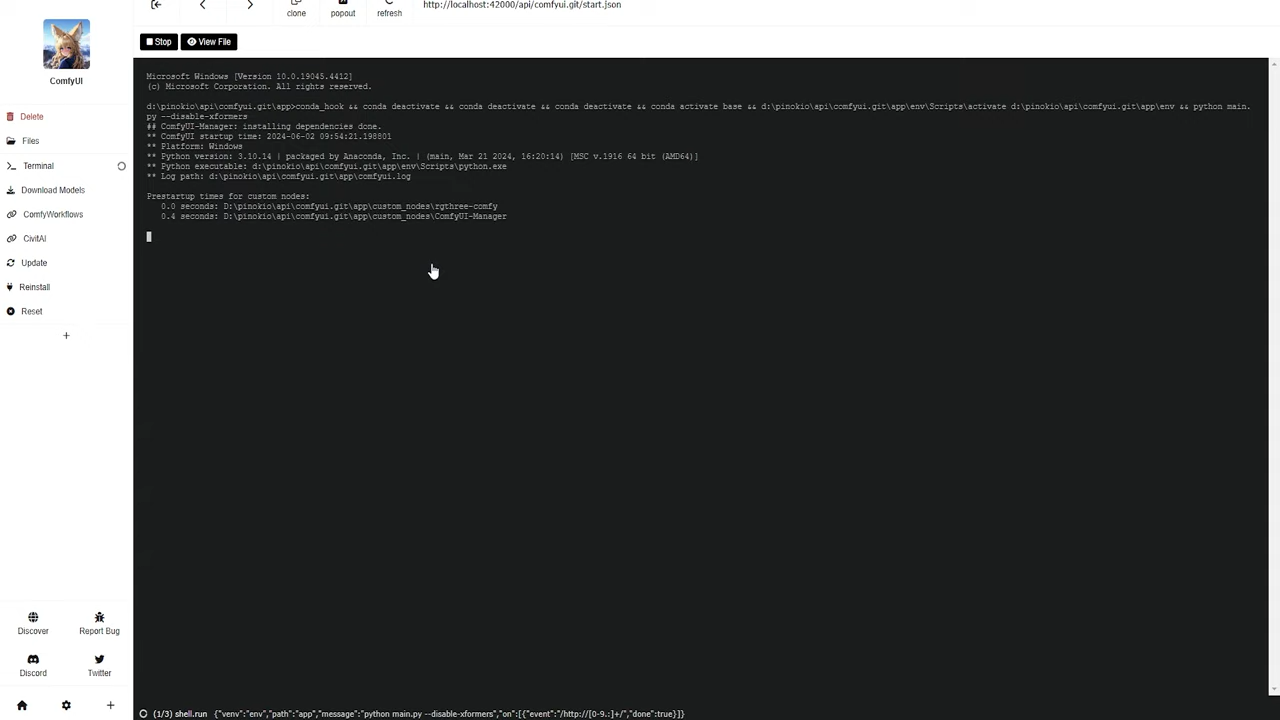 http://localhost:42000/api/comfyui.git/start.json
clone
popout
refresh
Stop
View File
ComfyUI
Delete
Files
Terminal
Download Models
ComfyWorkflows
CivitAI
Update
Reinstall
Reset
Microsoft Windows [Version 10.0.19045.4412]
(c) Microsoft Corporation. All rights reserved.
d:\pinokio\api\comfyui.git\app>conda_hook && conda deactivate && conda deactivate && conda deactivate && conda activate base && d:\pinokio\api\comfyui.git\app\env\Scripts\activate d:\pinokio\api\comfyui.git\app\env && python main.
py --disable-xformers
## ComfyUI-Manager: installing dependencies done.
** ComfyUI startup time: 2024-06-02 09:54:21.198801
** Platform: Windows
** Python version: 3.10.14 | packaged by Anaconda, Inc. | (main, Mar 21 2024, 16:20:14) [MSC v.1916 64 bit (AMD64)]
** Python executable: d:\pinokio\api\comfyui.git\app\env\Scripts\python.exe
** Log path: d:\pinokio\api\comfyui.git\app\comfyui.log
Prestartup times for custom nodes:
0.0 seconds: D:\pinokio\api\comfyui.git\app\custom_nodes\rgthree-comfy
0.4 seconds: D:\pinokio\api\comfyui.git\app\custom_nodes\ComfyUI-Manager
Discover
Report Bug
Discord
Twitter
(1/3) shell.run {"venv":"env","path":"app","message":"python main.py --disable-xformers","on":[{"event":"/http://[0-9.:]+/","done":true}]}